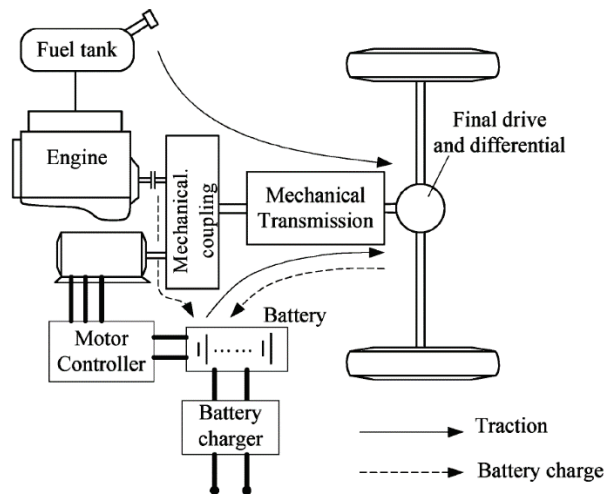 Fuel tank
Engine
Mechanical.
coupling
Mechanical
Transmission
Final drive
and differential
Battery
Motor
Controller
Battery
charger
Traction
Battery charge